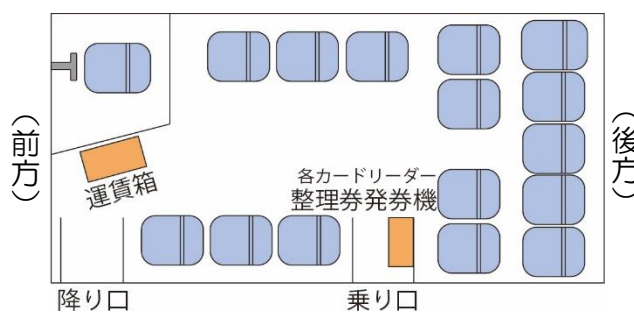 （前方）
運賃箱
各カードリーダー
整理券発券機
（後方）
降り口
乗り口